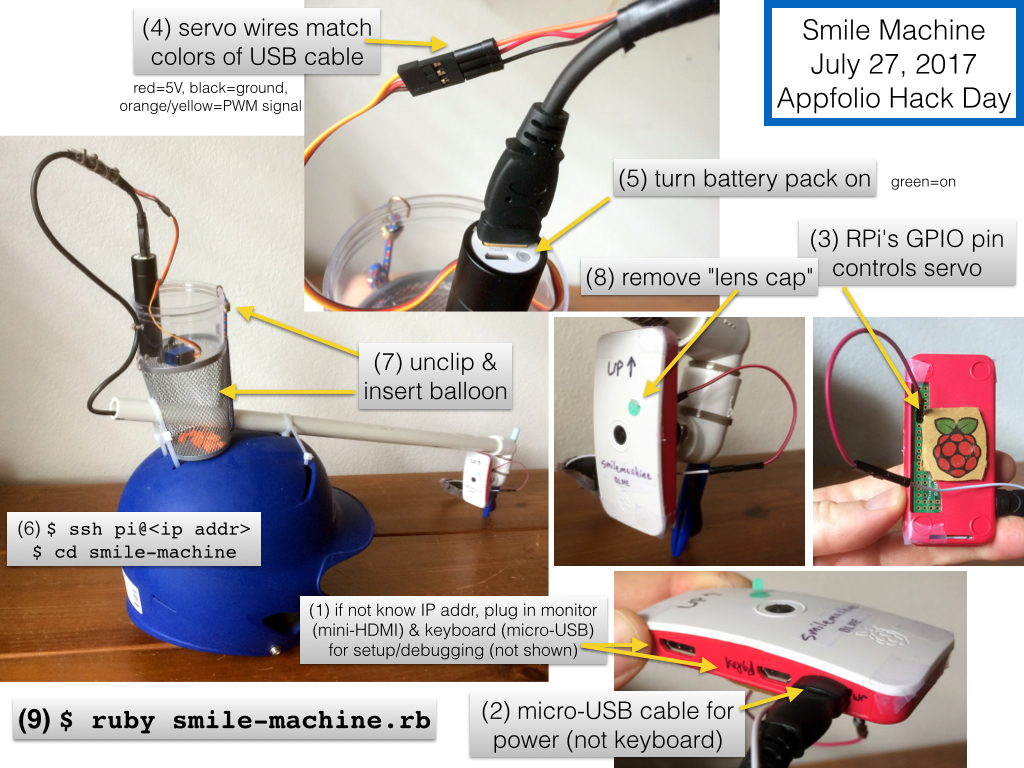 Smile Machine
July 27, 2017
Appfolio Hack Day
(4) servo wires match
colors of USB cable
red=5V, black=ground,
orange/yellow=PWM signal
(5) turn battery pack on
green=on
(3) RPi's GPIO pin
controls servo
(8) remove "lens cap"
(7) unclip &
insert balloon
UP ↑
smilemachine
BLUE
UP ↑
(6) $ ssh pi@<ip addr>
$ cd smile-machine
(1) if not know IP addr, plug in monitor
(mini-HDMI) & keyboard (micro-USB)
for setup/debugging (not shown)
UP ↑
smilemachine
BLUE
(2) micro-USB cable for
power (not keyboard)
(9) $ ruby smile-machine.rb